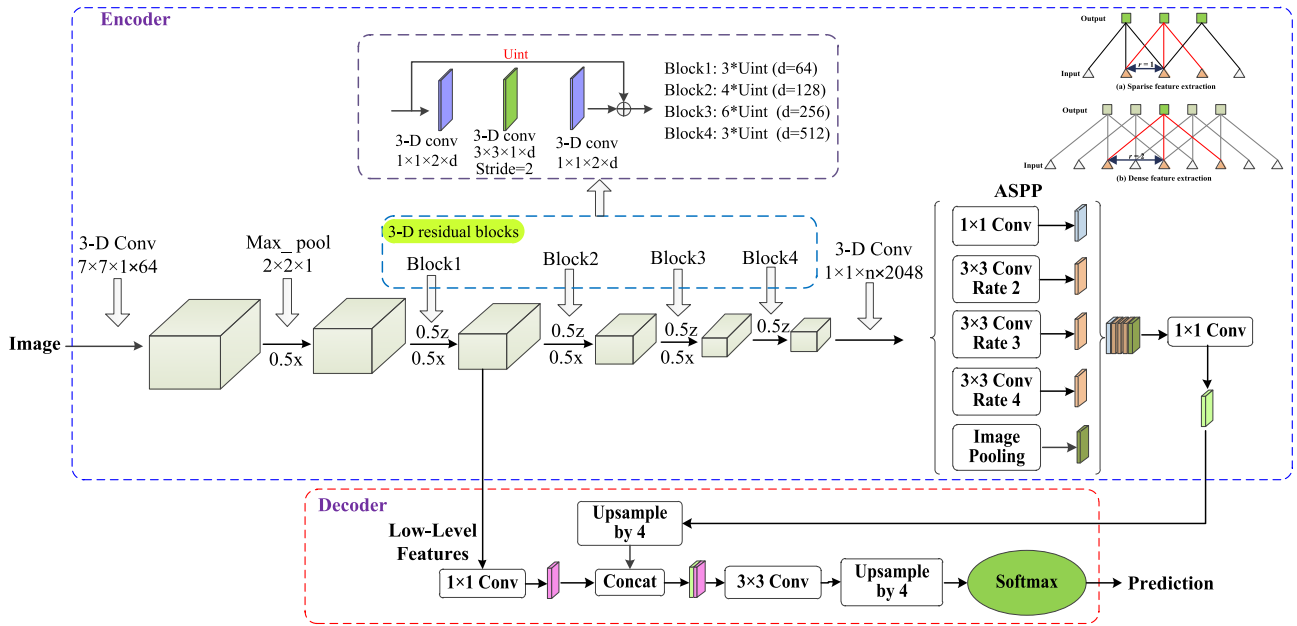 Encoder
Uint
3-D conv
1×1×2×d
3-D conv
3×3×1×d
Stride=2
3-D conv
1×1×2×d
Block1: 3*Uint (d=64)
Block2: 4*Uint (d=128)
Block3: 6*Uint (d=256)
Block4: 3*Uint (d=512)
Output
r = 1
Input
(a) Sparise feature extraction
Output
r = 2
Input
(b) Dense feature extraction
3-D residual blocks
3-D Conv
7×7×1×64
Max_ pool
2×2×1
Block1
Block2
Block3
Block4
3-D Conv
1×1×n×2048
Image
0.5x
0.5z
0.5x
0.5z
0.5x
0.5z
0.5x
0.5z
ASPP
1×1 Conv
3×3 Conv
Rate 2
3×3 Conv
Rate 3
3×3 Conv
Rate 4
Image
Pooling
1×1 Conv
Decoder
Low-Level
Features
Upsample
by 4
1×1 Conv
Concat
3×3 Conv
Upsample
by 4
Softmax
Prediction